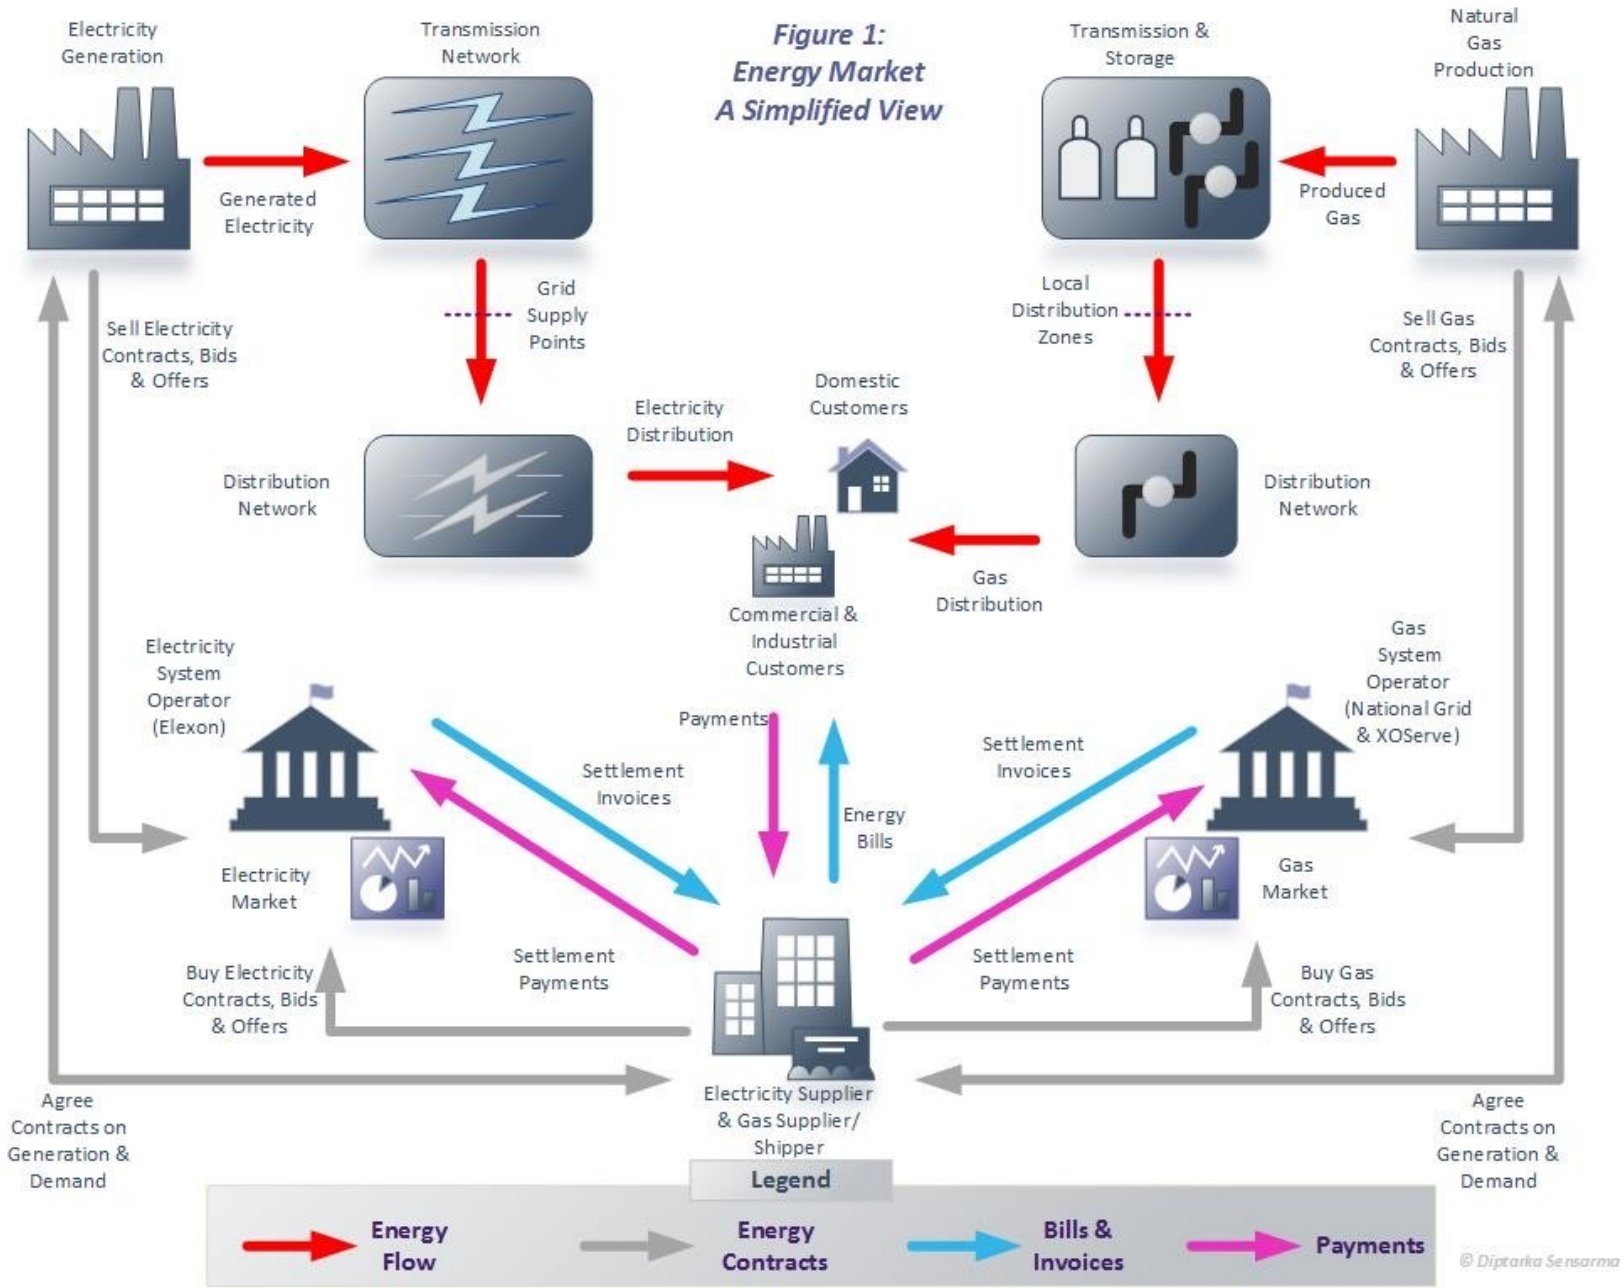 Electricity
Generation
Transmission
Network
Figure 1:
Energy Market
A Simplified View
Transmission &
Storage
Natural
Gas
Production
Generated
Electricity
Produced
Gas
Grid
Supply
Points
Local
Distribution
Zones
Sell Electricity
Contracts, Bids
& Offers
Sell Gas
Contracts, Bids
& Offers
Domestic
Customers
Electricity
Distribution
Distribution
Network
Distribution
Network
Gas
Distribution
Commercial &
Industrial
Customers
Electricity
System
Operator
(Elexon)
Gas
System
Operator
(National Grid
& XOServe)
Payments
Settlement
Invoices
Settlement
Invoices
Energy
Bills
Electricity
Market
Gas
Market
Settlement
Payments
Settlement
Payments
Buy Electricity
Contracts, Bids
& Offers
Buy Gas
Contracts, Bids
& Offers
Electricity Supplier
& Gas Supplier/
Shipper
Agree
Contracts on
Generation &
Demand
Agree
Contracts on
Generation &
Demand
Legend
Energy
Flow
Energy
Contracts
Bills &
Invoices
Payments
© Diptarka Sensarma